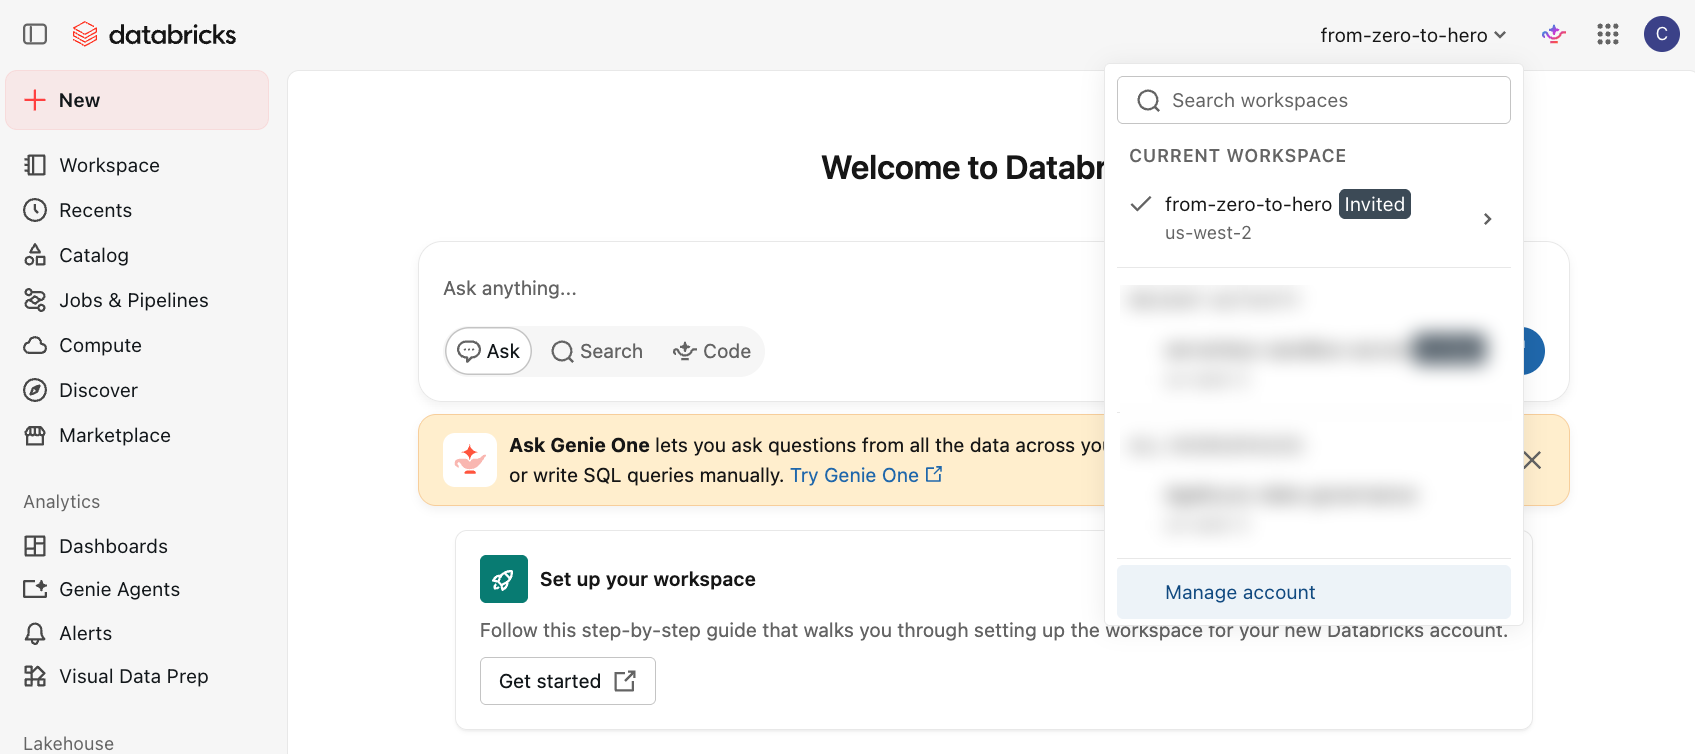 databricks
from-zero-to-hero
C
New
Workspace
Recents
Catalog
Jobs & Pipelines
Compute
Discover
Marketplace
Analytics
Dashboards
Genie Agents
Alerts
Visual Data Prep
Lakehouse
Welcome to Databr
Ask anything...
Ask
Search
Code
Ask Genie One lets you ask questions from all the data across you
or write SQL queries manually. Try Genie One
Set up your workspace
Follow this step-by-step guide that walks you through setting up the workspace for your new Databricks account.
Get started
Search workspaces
CURRENT WORKSPACE
from-zero-to-hero Invited
us-west-2
Manage account